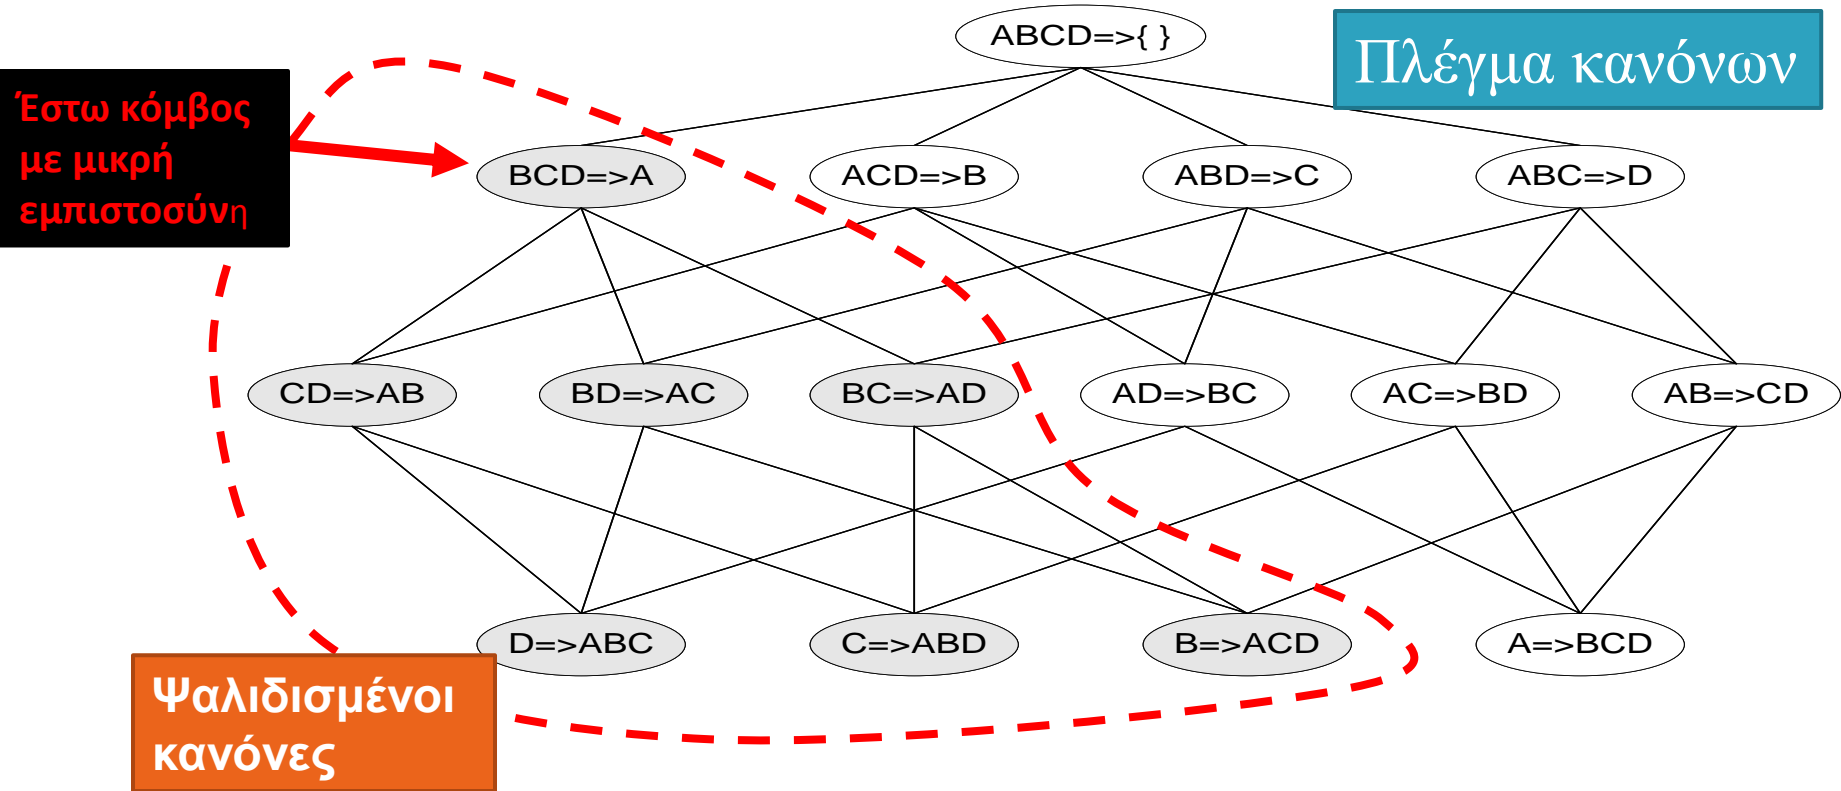 ABCD=>{ }
Πλέγμα κανόνων
Έστω κόμβος
με μικρή
εμπιστοσύνη
BCD=>A
ACD=>B
ABD=>C
ABC=>D
CD=>AB
BD=>AC
BC=>AD
AD=>BC
AC=>BD
AB=>CD
D=>ABC
C=>ABD
B=>ACD
A=>BCD
Ψαλιδισμένοι
κανόνες